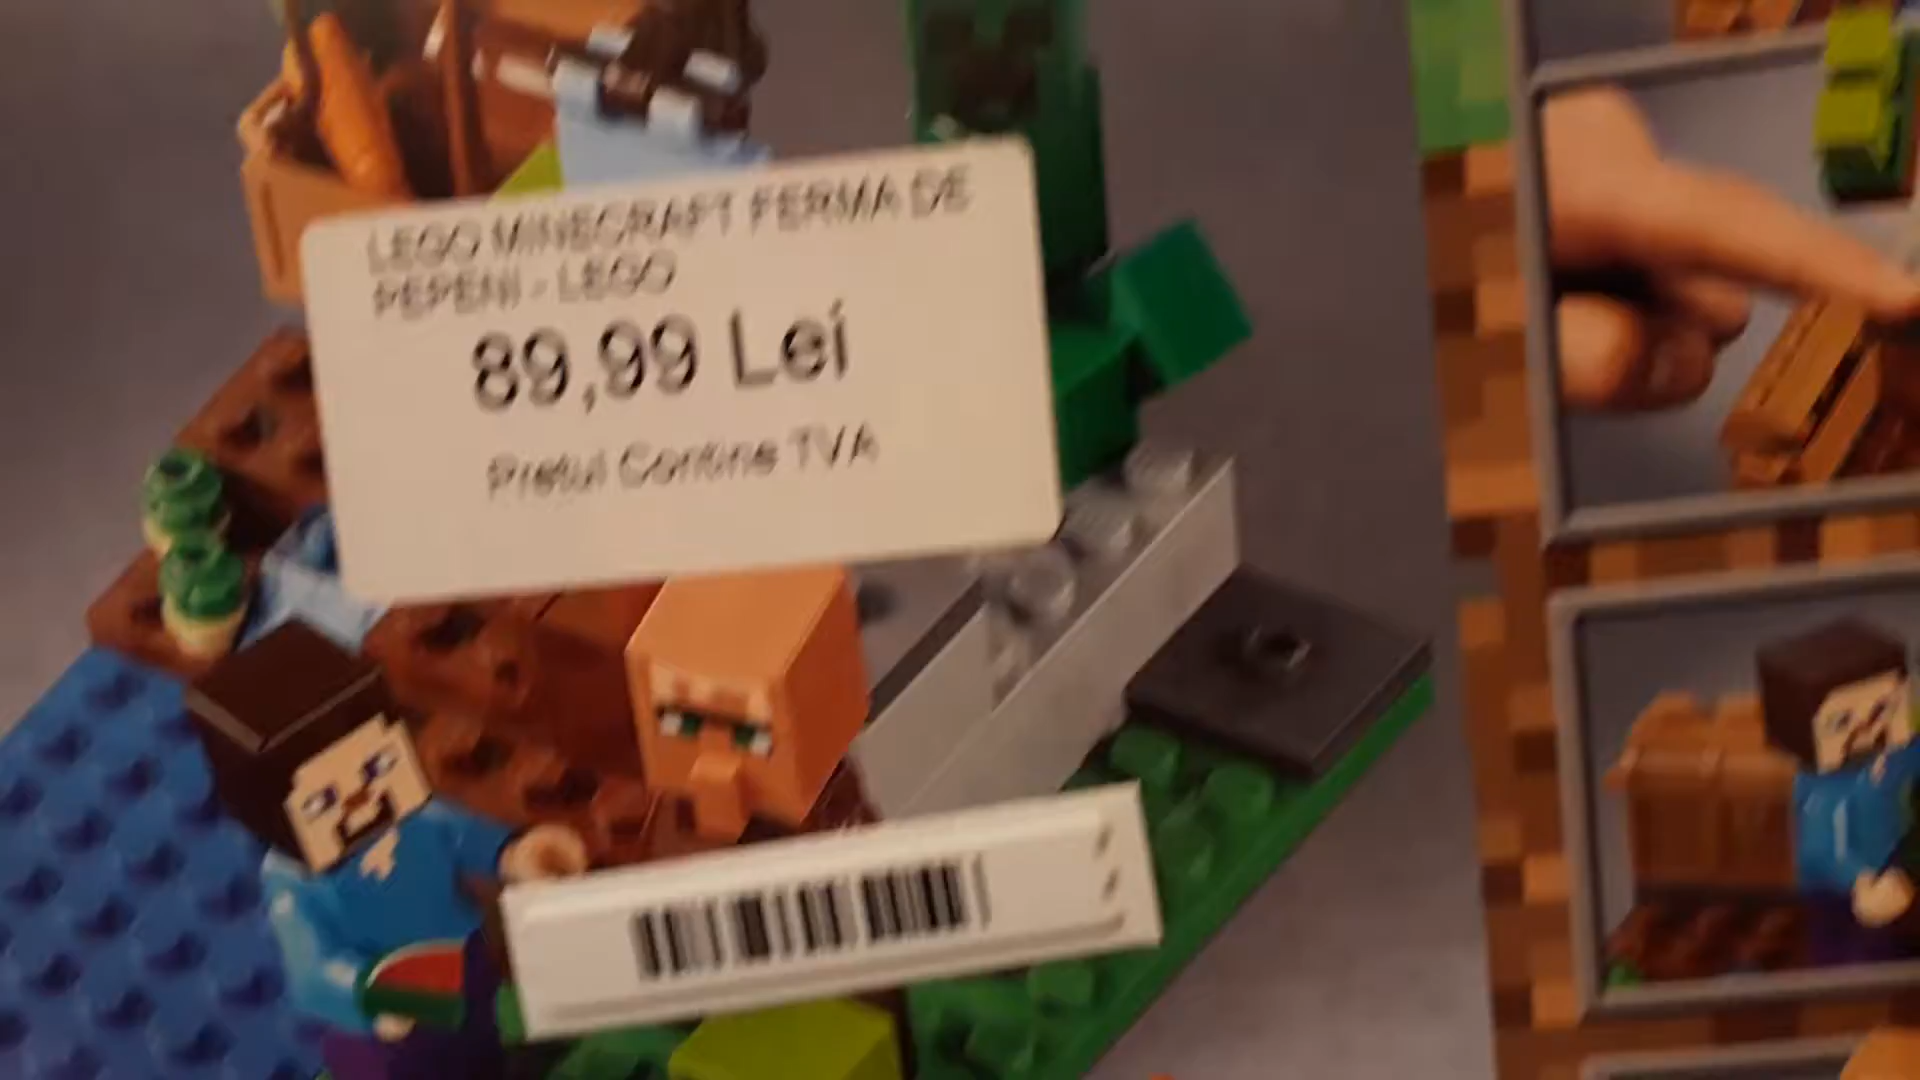 LEGO MINECRAFT FERMA DE
PEPENI - LEGO
89,99 Lei
Pretul Contine TVA